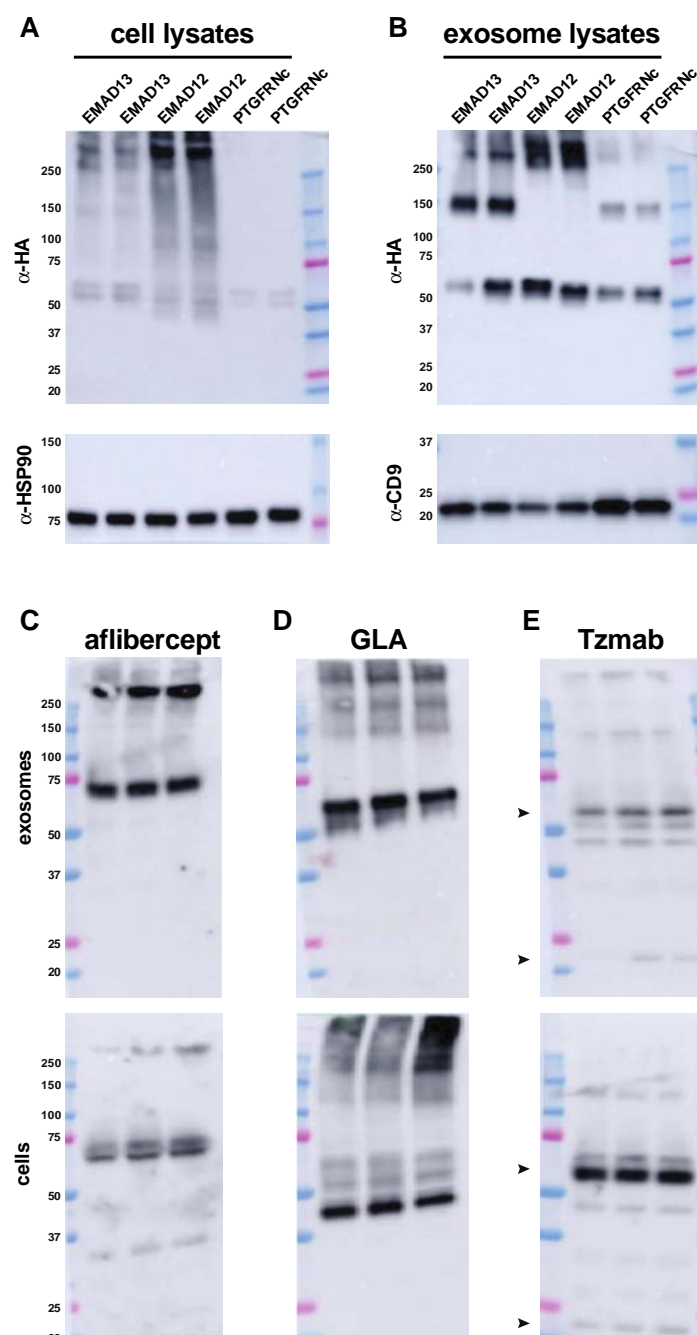 A
cell lysates
EMAD13
EMAD13
EMAD12
EMAD12
PTGFRNc
PTGFRNc
α-HA
250
150
100
75
50
37
25
20
α-HSP90
150
100
75
B
exosome lysates
EMAD13
EMAD13
EMAD12
EMAD12
PTGFRNc
PTGFRNc
α-HA
250
150
100
75
50
37
25
20
α-CD9
37
25
20
C
aflibercept
D
GLA
E
Tzmab
exosomes
250
150
100
75
50
37
25
20
cells
250
150
100
75
50
37
25